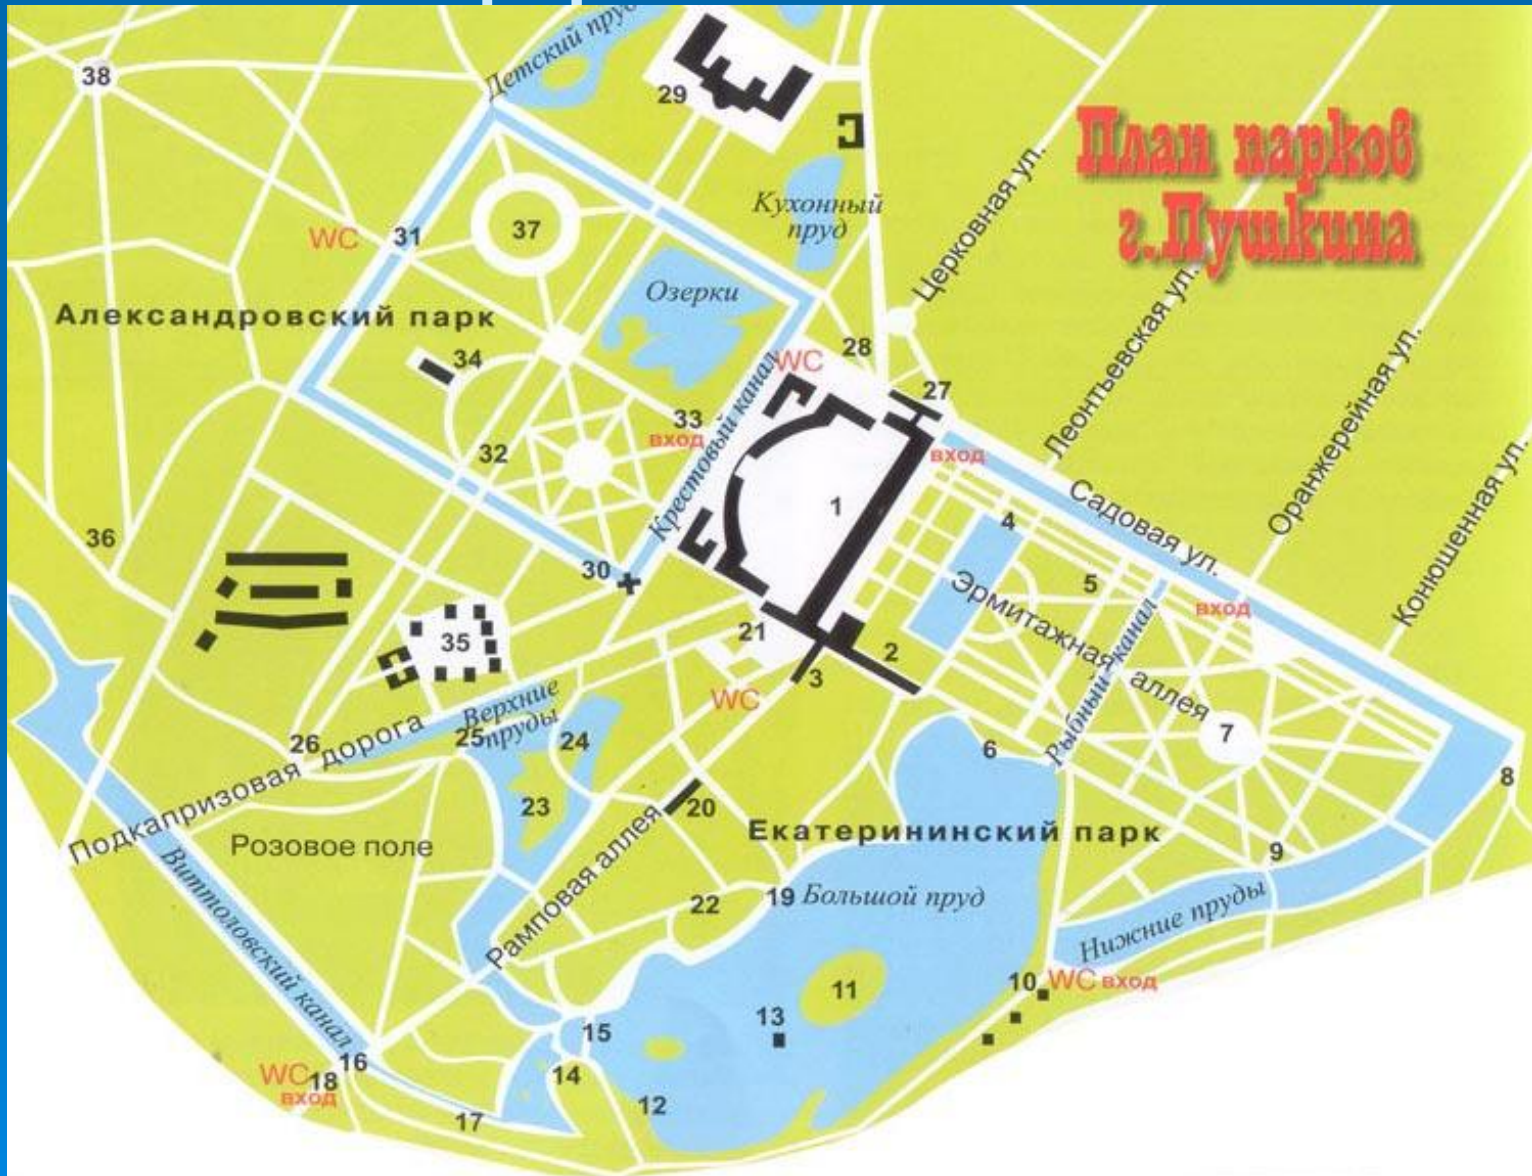 Детский пруд
38
29
План парков
г.Пушкина
Кухонный
пруд
Церковная ул.
WC
31
37
Озерки
Леонтьевская ул.
Александровский парк
34
28
WC
27
33
вход
Крестовый канал
вход
Оранжерейная ул.
32
1
4
Садовая ул.
Конюшенная ул.
36
30
Эрмитажная аллея
5
вход
Рыбный канал
35
21
2
3
WC
Верхние
пруды
26
25
24
6
7
8
Подкапризовая дорога
23
20
Екатерининский парк
Розовое поле
9
Виттоловский канал
Рамповая аллея
22
19
Большой пруд
Нижние пруды
11
10
WC вход
13
15
16
WC
18
вход
14
12
17